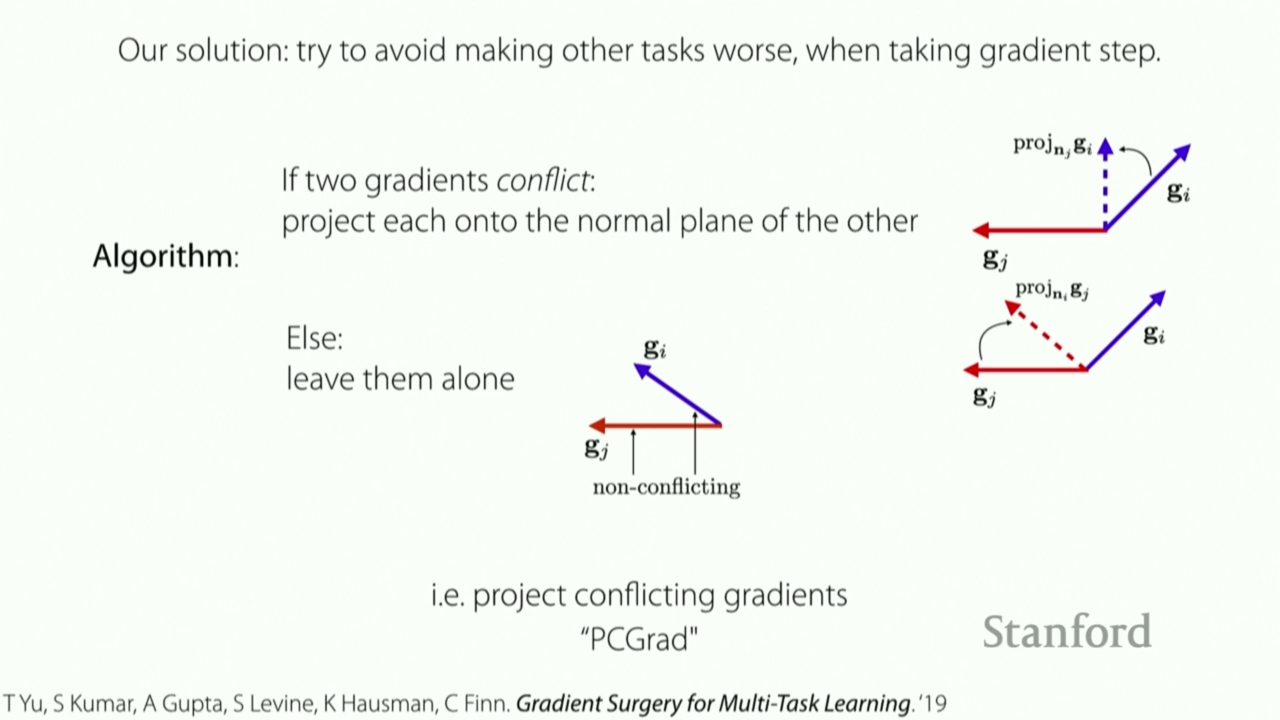 Our solution: try to avoid making other tasks worse, when taking gradient step.
Algorithm:
If two gradients conflict:
project each onto the normal plane of the other
proj_{n_j} g_i
g_i
g_j
proj_{n_i} g_j
g_i
g_j
Else:
leave them alone
g_i
g_j
non-conflicting
i.e. project conflicting gradients
“PCGrad"
Stanford
T Yu, S Kumar, A Gupta, S Levine, K Hausman, C Finn. Gradient Surgery for Multi-Task Learning. ‘19